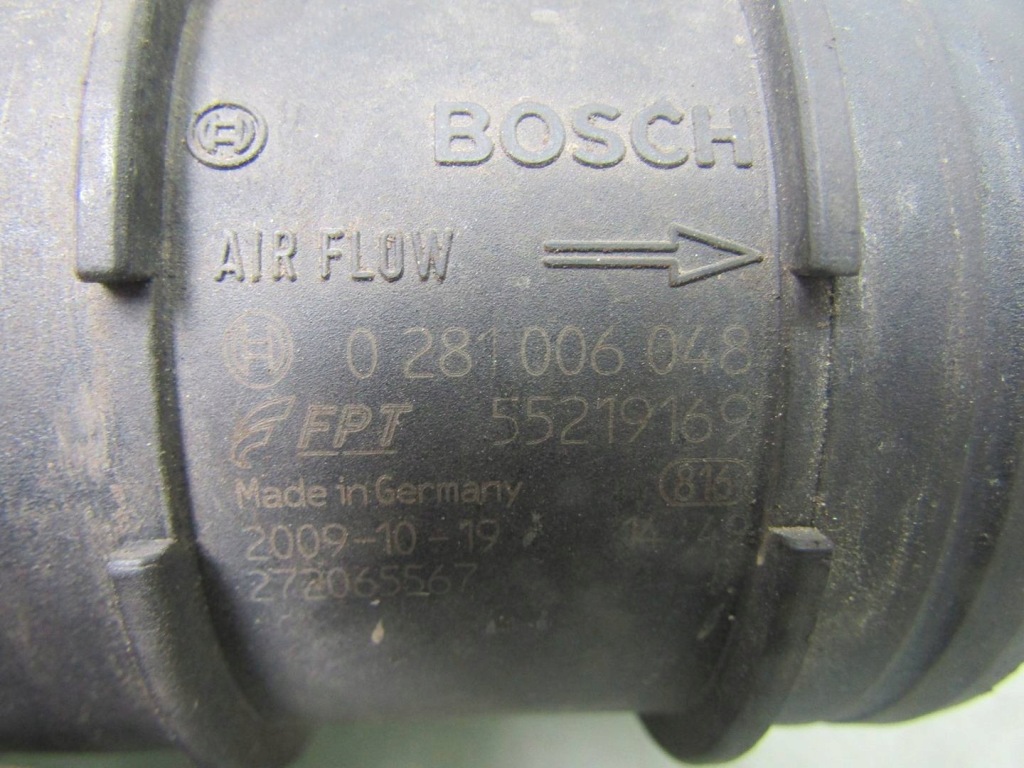 BOSCH
AIR FLOW
0 281 006 048
FPT 55219169
Made in Germany 816
2009-10-19
272065567